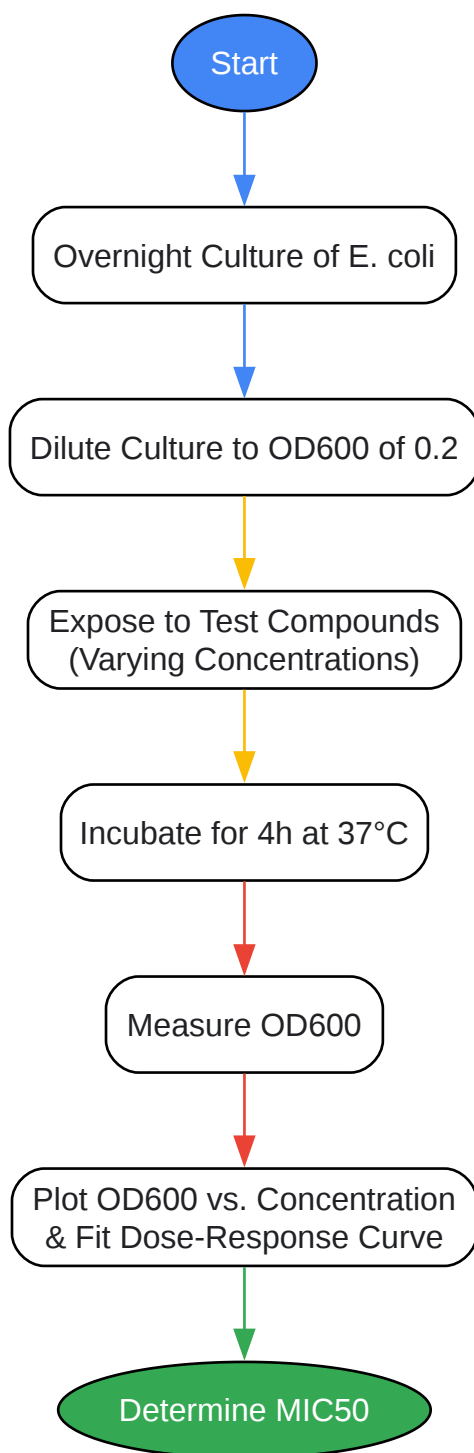 Start
Overnight Culture of E. coli
Dilute Culture to OD600 of 0.2
Expose to Test Compounds
(Varying Concentrations)
Incubate for 4h at 37°C
Measure OD600
Plot OD600 vs. Concentration
& Fit Dose-Response Curve
Determine MIC50